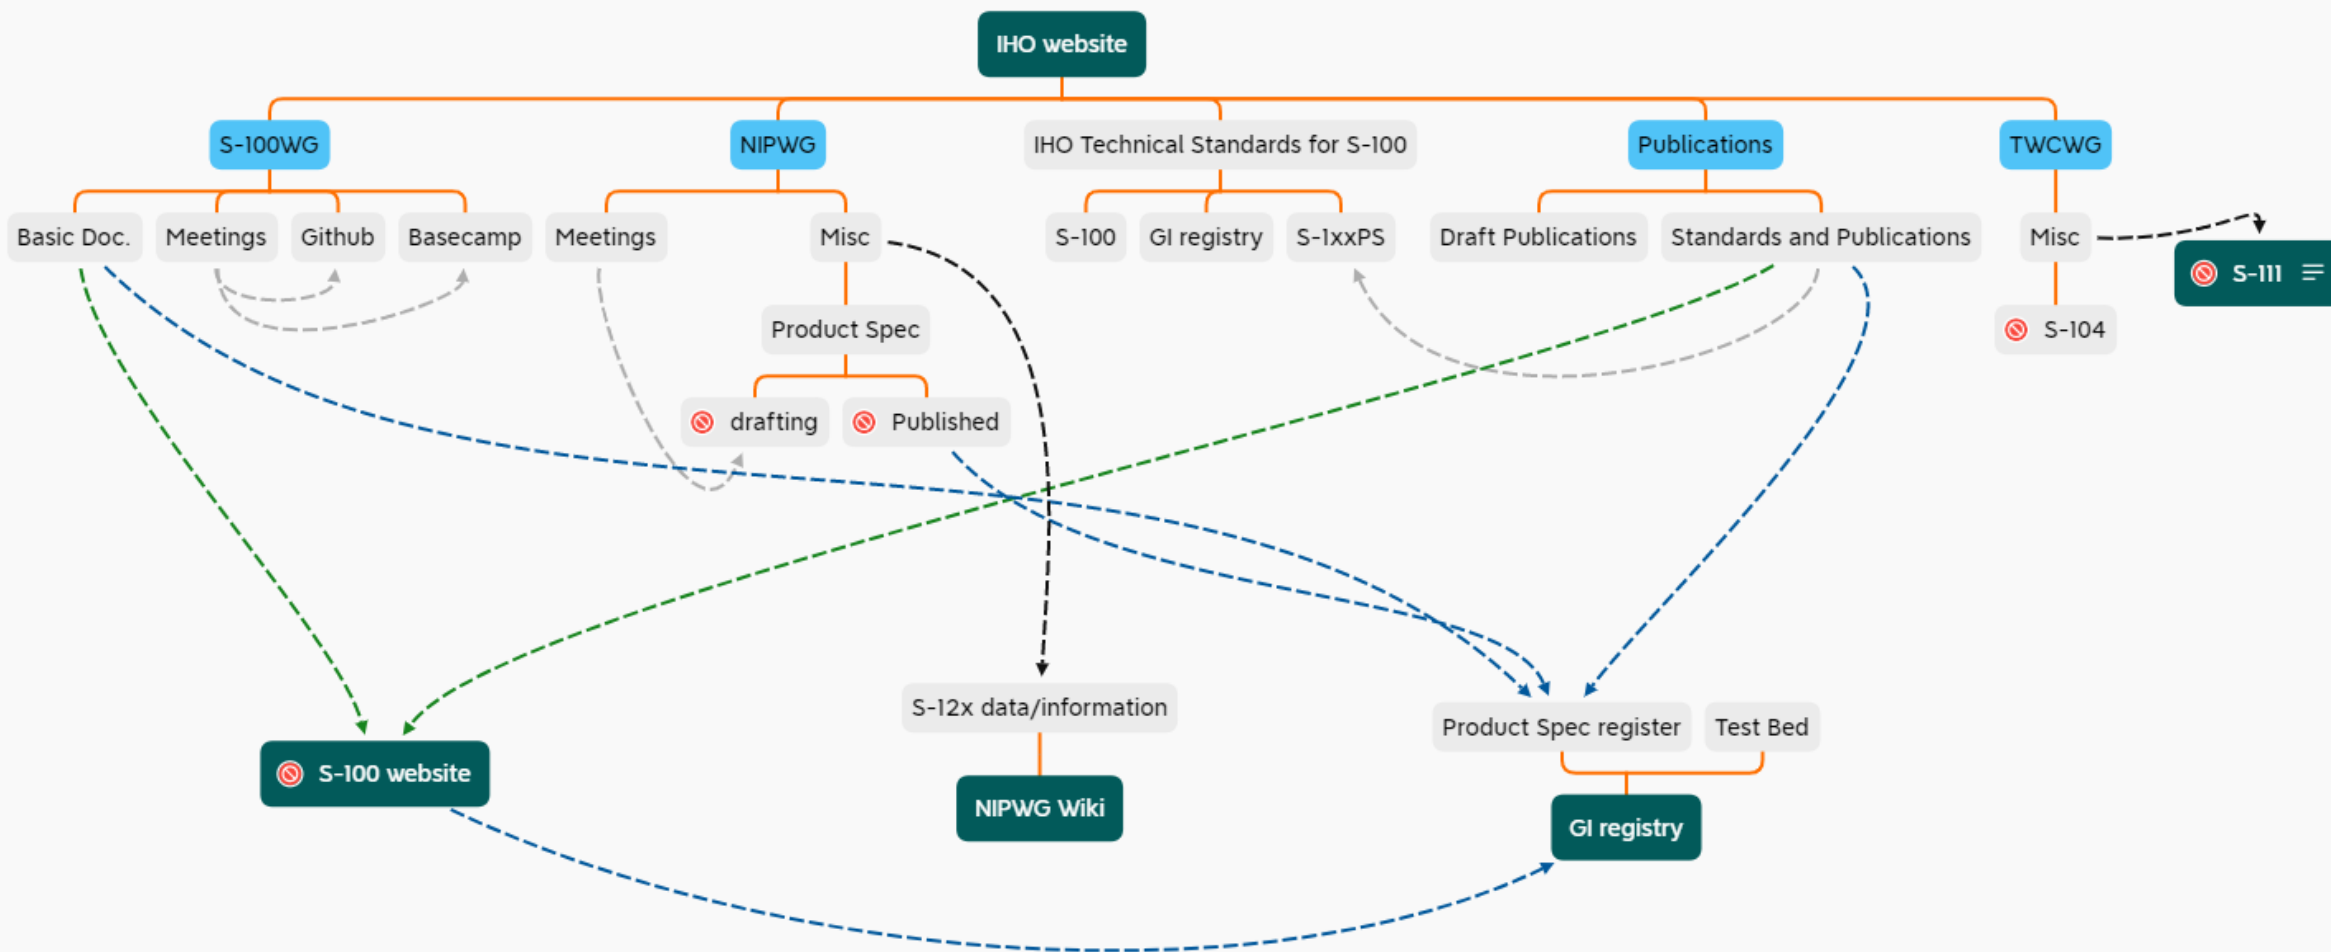 IHO website
S-100WG
NIPWG
IHO Technical Standards for S-100
Publications
TWCWG
Basic Doc.
Meetings
Github
Basecamp
Meetings
Misc
S-100
GI registry
S-1xxPS
Draft Publications
Standards and Publications
Misc
S-111
Product Spec
S-104
drafting
Published
S-12x data/information
Product Spec register
Test Bed
S-100 website
NIPWG Wiki
GI registry